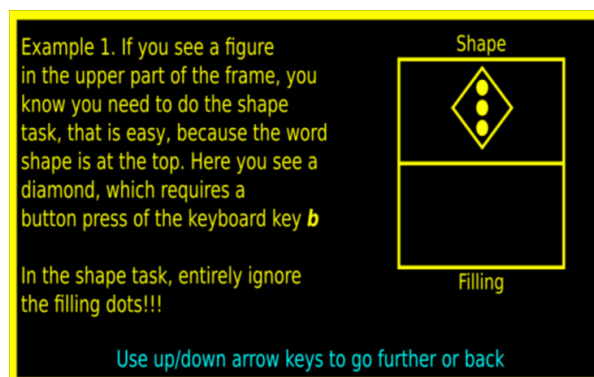 Example 1. If you see a figure
in the upper part of the frame, you
know you need to do the shape
task, that is easy, because the word
shape is at the top. Here you see a
diamond, which requires a
button press of the keyboard key b
In the shape task, entirely ignore
the filling dots!!!
Shape
Filling
Use up/down arrow keys to go further or back